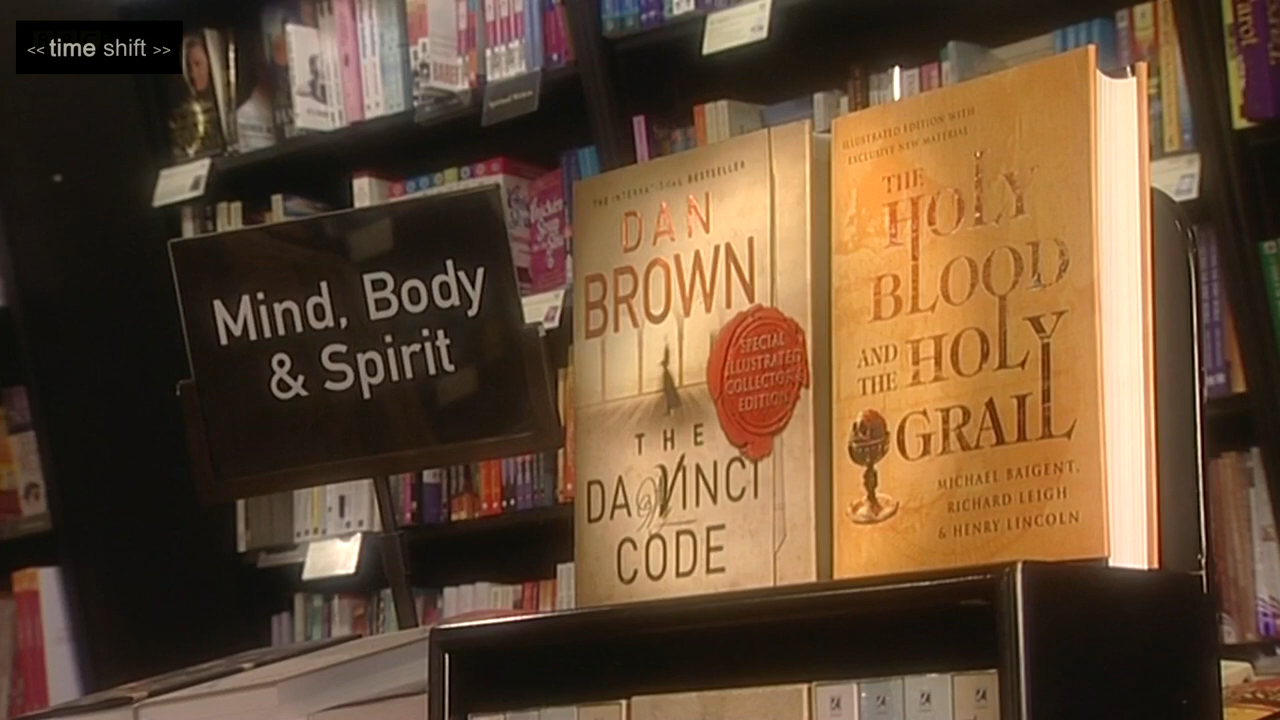 << time shift >>
Mind, Body
& Spirit
THE INTERNATIONAL BESTSELLER
DAN
BROWN
SPECIAL
ILLUSTRATED
COLLECTOR'S
EDITION
THE
DA VINCI
CODE
ILLUSTRATED EDITION WITH
EXCLUSIVE NEW MATERIAL
THE
HOLY
BLOOD
AND
THE HOLY
GRAIL
MICHAEL BAIGENT,
RICHARD LEIGH
& HENRY LINCOLN